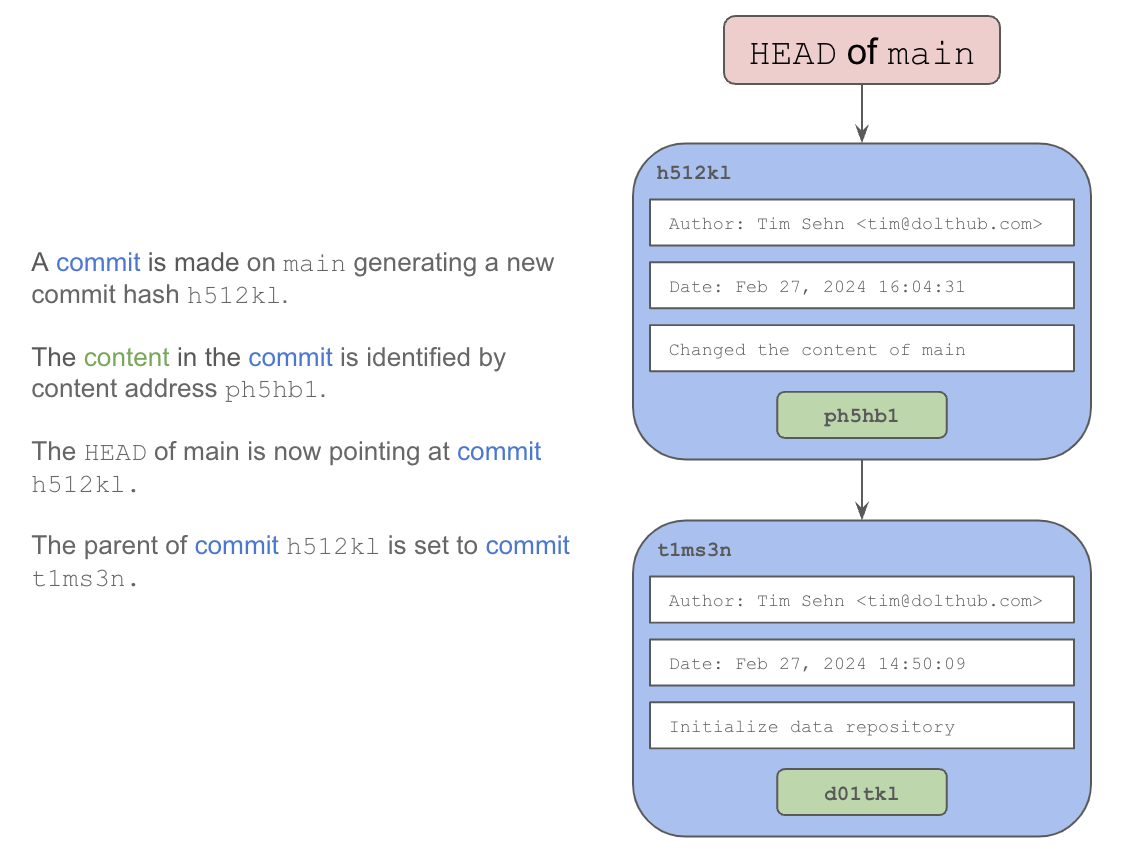 A commit is made on main generating a new
commit hash h512kl.
The content in the commit is identified by
content address ph5hb1.
The HEAD of main is now pointing at commit
h512kl.
The parent of commit h512kl is set to commit
t1ms3n.
HEAD of main
h512kl
Author: Tim Sehn <tim@dolthub.com>
Date: Feb 27, 2024 16:04:31
Changed the content of main
ph5hb1
t1ms3n
Author: Tim Sehn <tim@dolthub.com>
Date: Feb 27, 2024 14:50:09
Initialize data repository
d01tkl